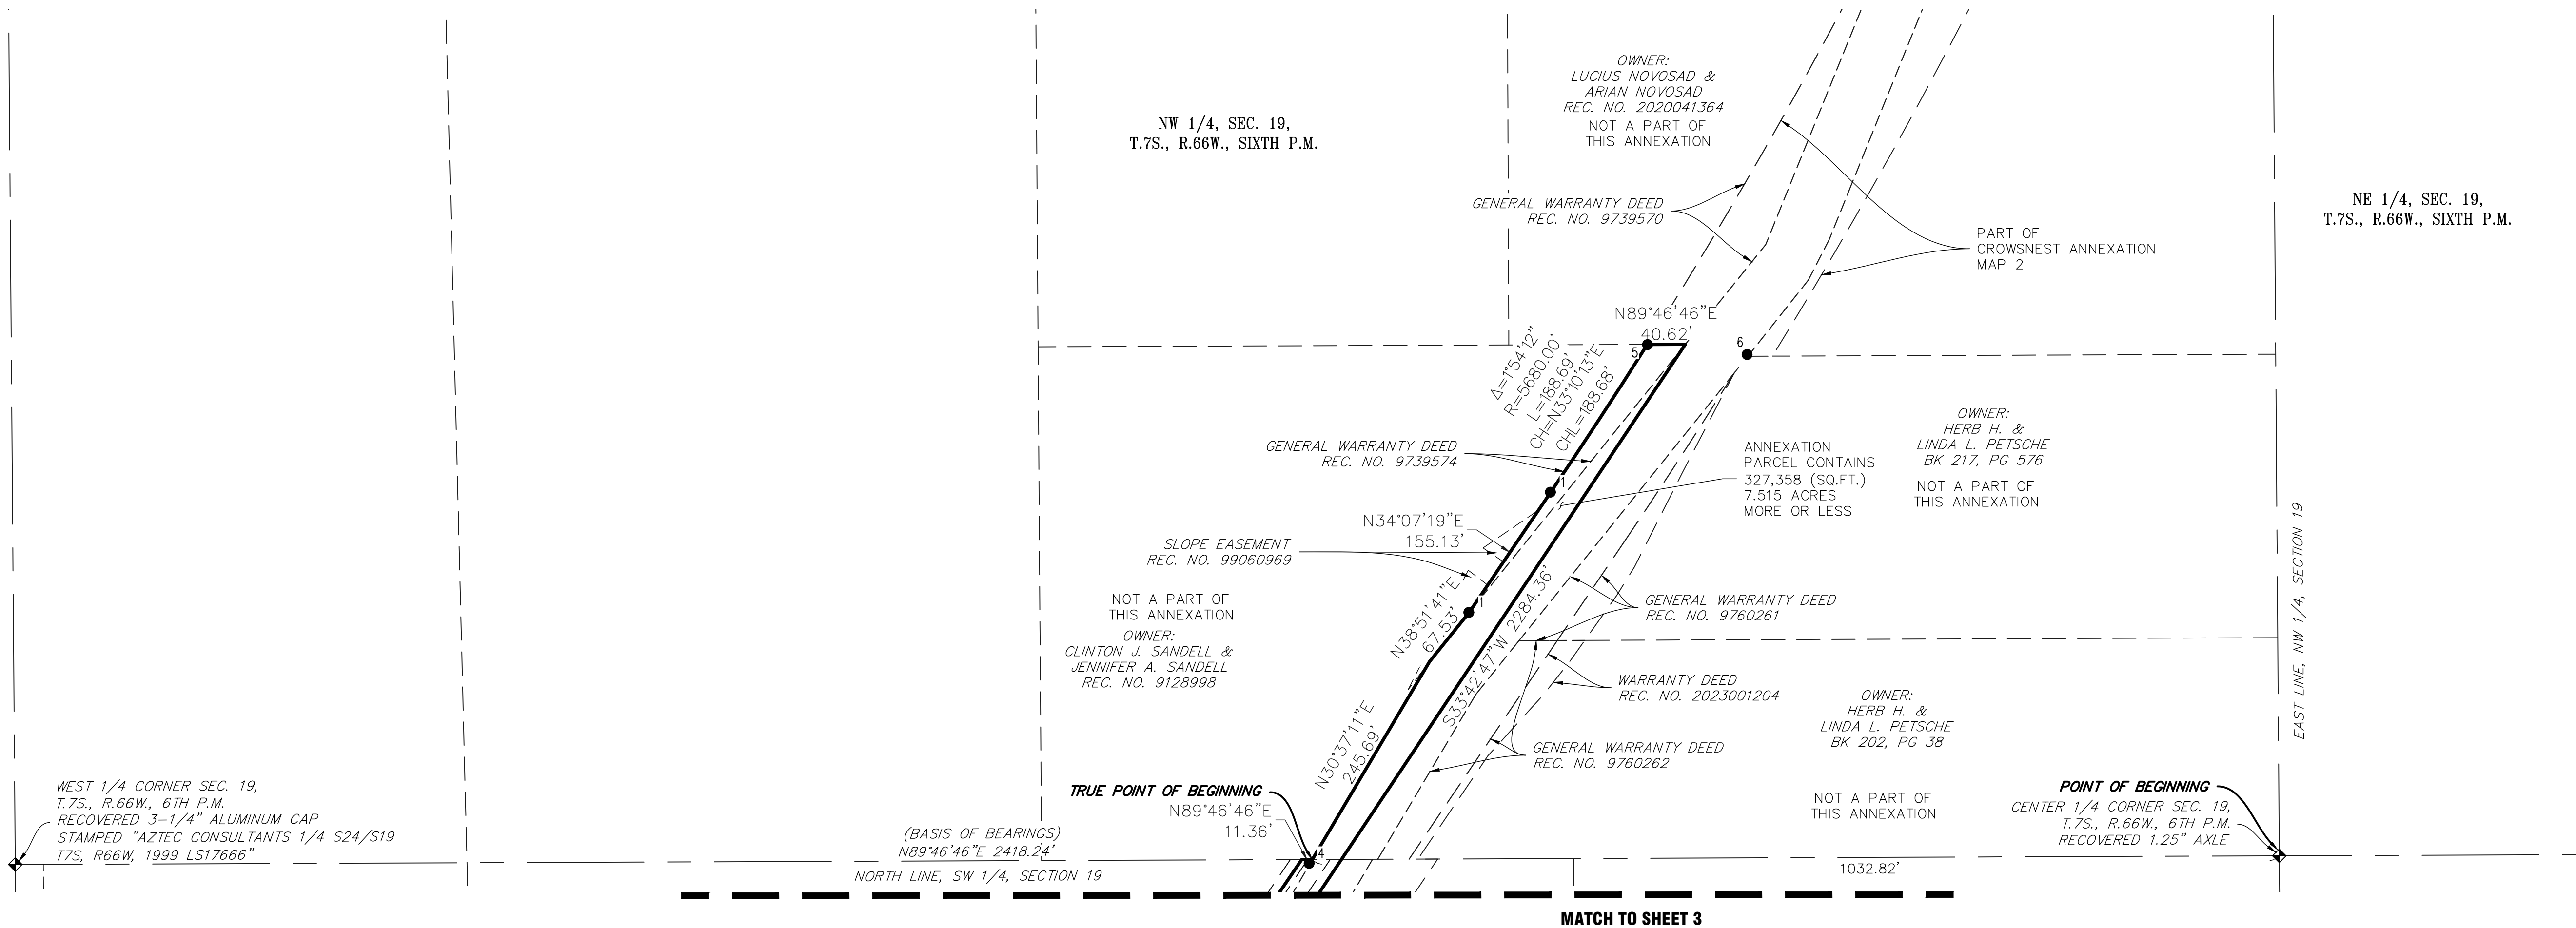 OWNER:
LUCIUS NOVOSAD &
ARIAN NOVOSAD
REC. NO. 2020041364
NOT A PART OF
THIS ANNEXATION
NW 1/4, SEC. 19,
T.7S., R.66W., SIXTH P.M.
NE 1/4, SEC. 19,
T.7S., R.66W., SIXTH P.M.
GENERAL WARRANTY DEED
REC. NO. 9739570
PART OF
CROWSNEST ANNEXATION
MAP 2
N89°46'46"E
40.62'
5
6
Δ=1°54'12"
R=5680.00'
L=188.69'
CH=N33°10'13"E
CHL=188.68'
GENERAL WARRANTY DEED
REC. NO. 9739574
1
ANNEXATION
PARCEL CONTAINS
327,358 (SQ.FT.)
7.515 ACRES
MORE OR LESS
OWNER:
HERB H. &
LINDA L. PETSCHE
BK 217, PG 576
NOT A PART OF
THIS ANNEXATION
N34°07'19"E
155.13'
SLOPE EASEMENT
REC. NO. 99060969
EAST LINE, NW 1/4, SECTION 19
NOT A PART OF
THIS ANNEXATION
OWNER:
CLINTON J. SANDELL &
JENNIFER A. SANDELL
REC. NO. 9128998
N38°51'41"E
67.53'
1
S33°42'47"W 2284.36'
GENERAL WARRANTY DEED
REC. NO. 9760261
WARRANTY DEED
REC. NO. 2023001204
OWNER:
HERB H. &
LINDA L. PETSCHE
BK 202, PG 38
NOT A PART OF
THIS ANNEXATION
GENERAL WARRANTY DEED
REC. NO. 9760262
N30°37'11"E
245.69'
TRUE POINT OF BEGINNING
N89°46'46"E
11.36'
4
POINT OF BEGINNING
CENTER 1/4 CORNER SEC. 19,
T.7S., R.66W., 6TH P.M.
RECOVERED 1.25" AXLE
WEST 1/4 CORNER SEC. 19,
T.7S., R.66W., 6TH P.M.
RECOVERED 3-1/4" ALUMINUM CAP
STAMPED "AZTEC CONSULTANTS 1/4 S24/S19
T7S, R66W, 1999 LS17666"
(BASIS OF BEARINGS)
N89°46'46"E 2418.24'
NORTH LINE, SW 1/4, SECTION 19
1032.82'
MATCH TO SHEET 3